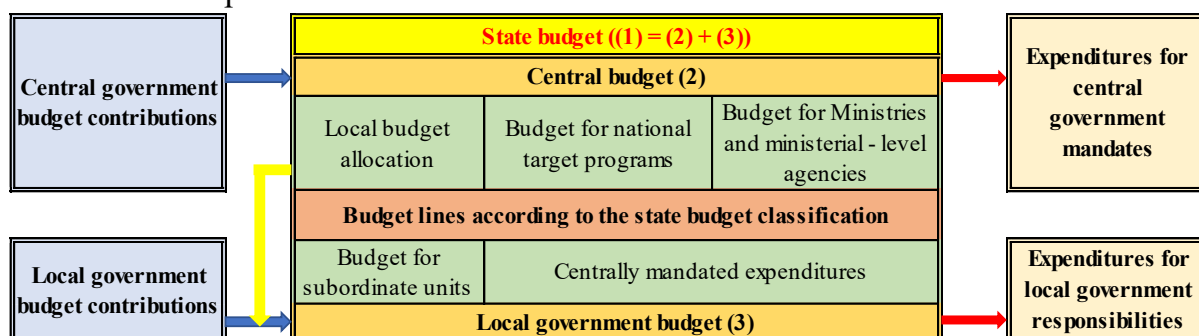 State budget ((1) = (2) + (3))
Central government
budget contributions
Central budget (2)
Expenditures for
central
government
mandates
Local budget
allocation
Budget for national
target programs
Budget for Ministries
and ministerial - level
agencies
Budget lines according to the state budget classification
Local government
budget contributions
Budget for
subordinate units
Centrally mandated expenditures
Expenditures for
local government
responsibilities
Local government budget (3)